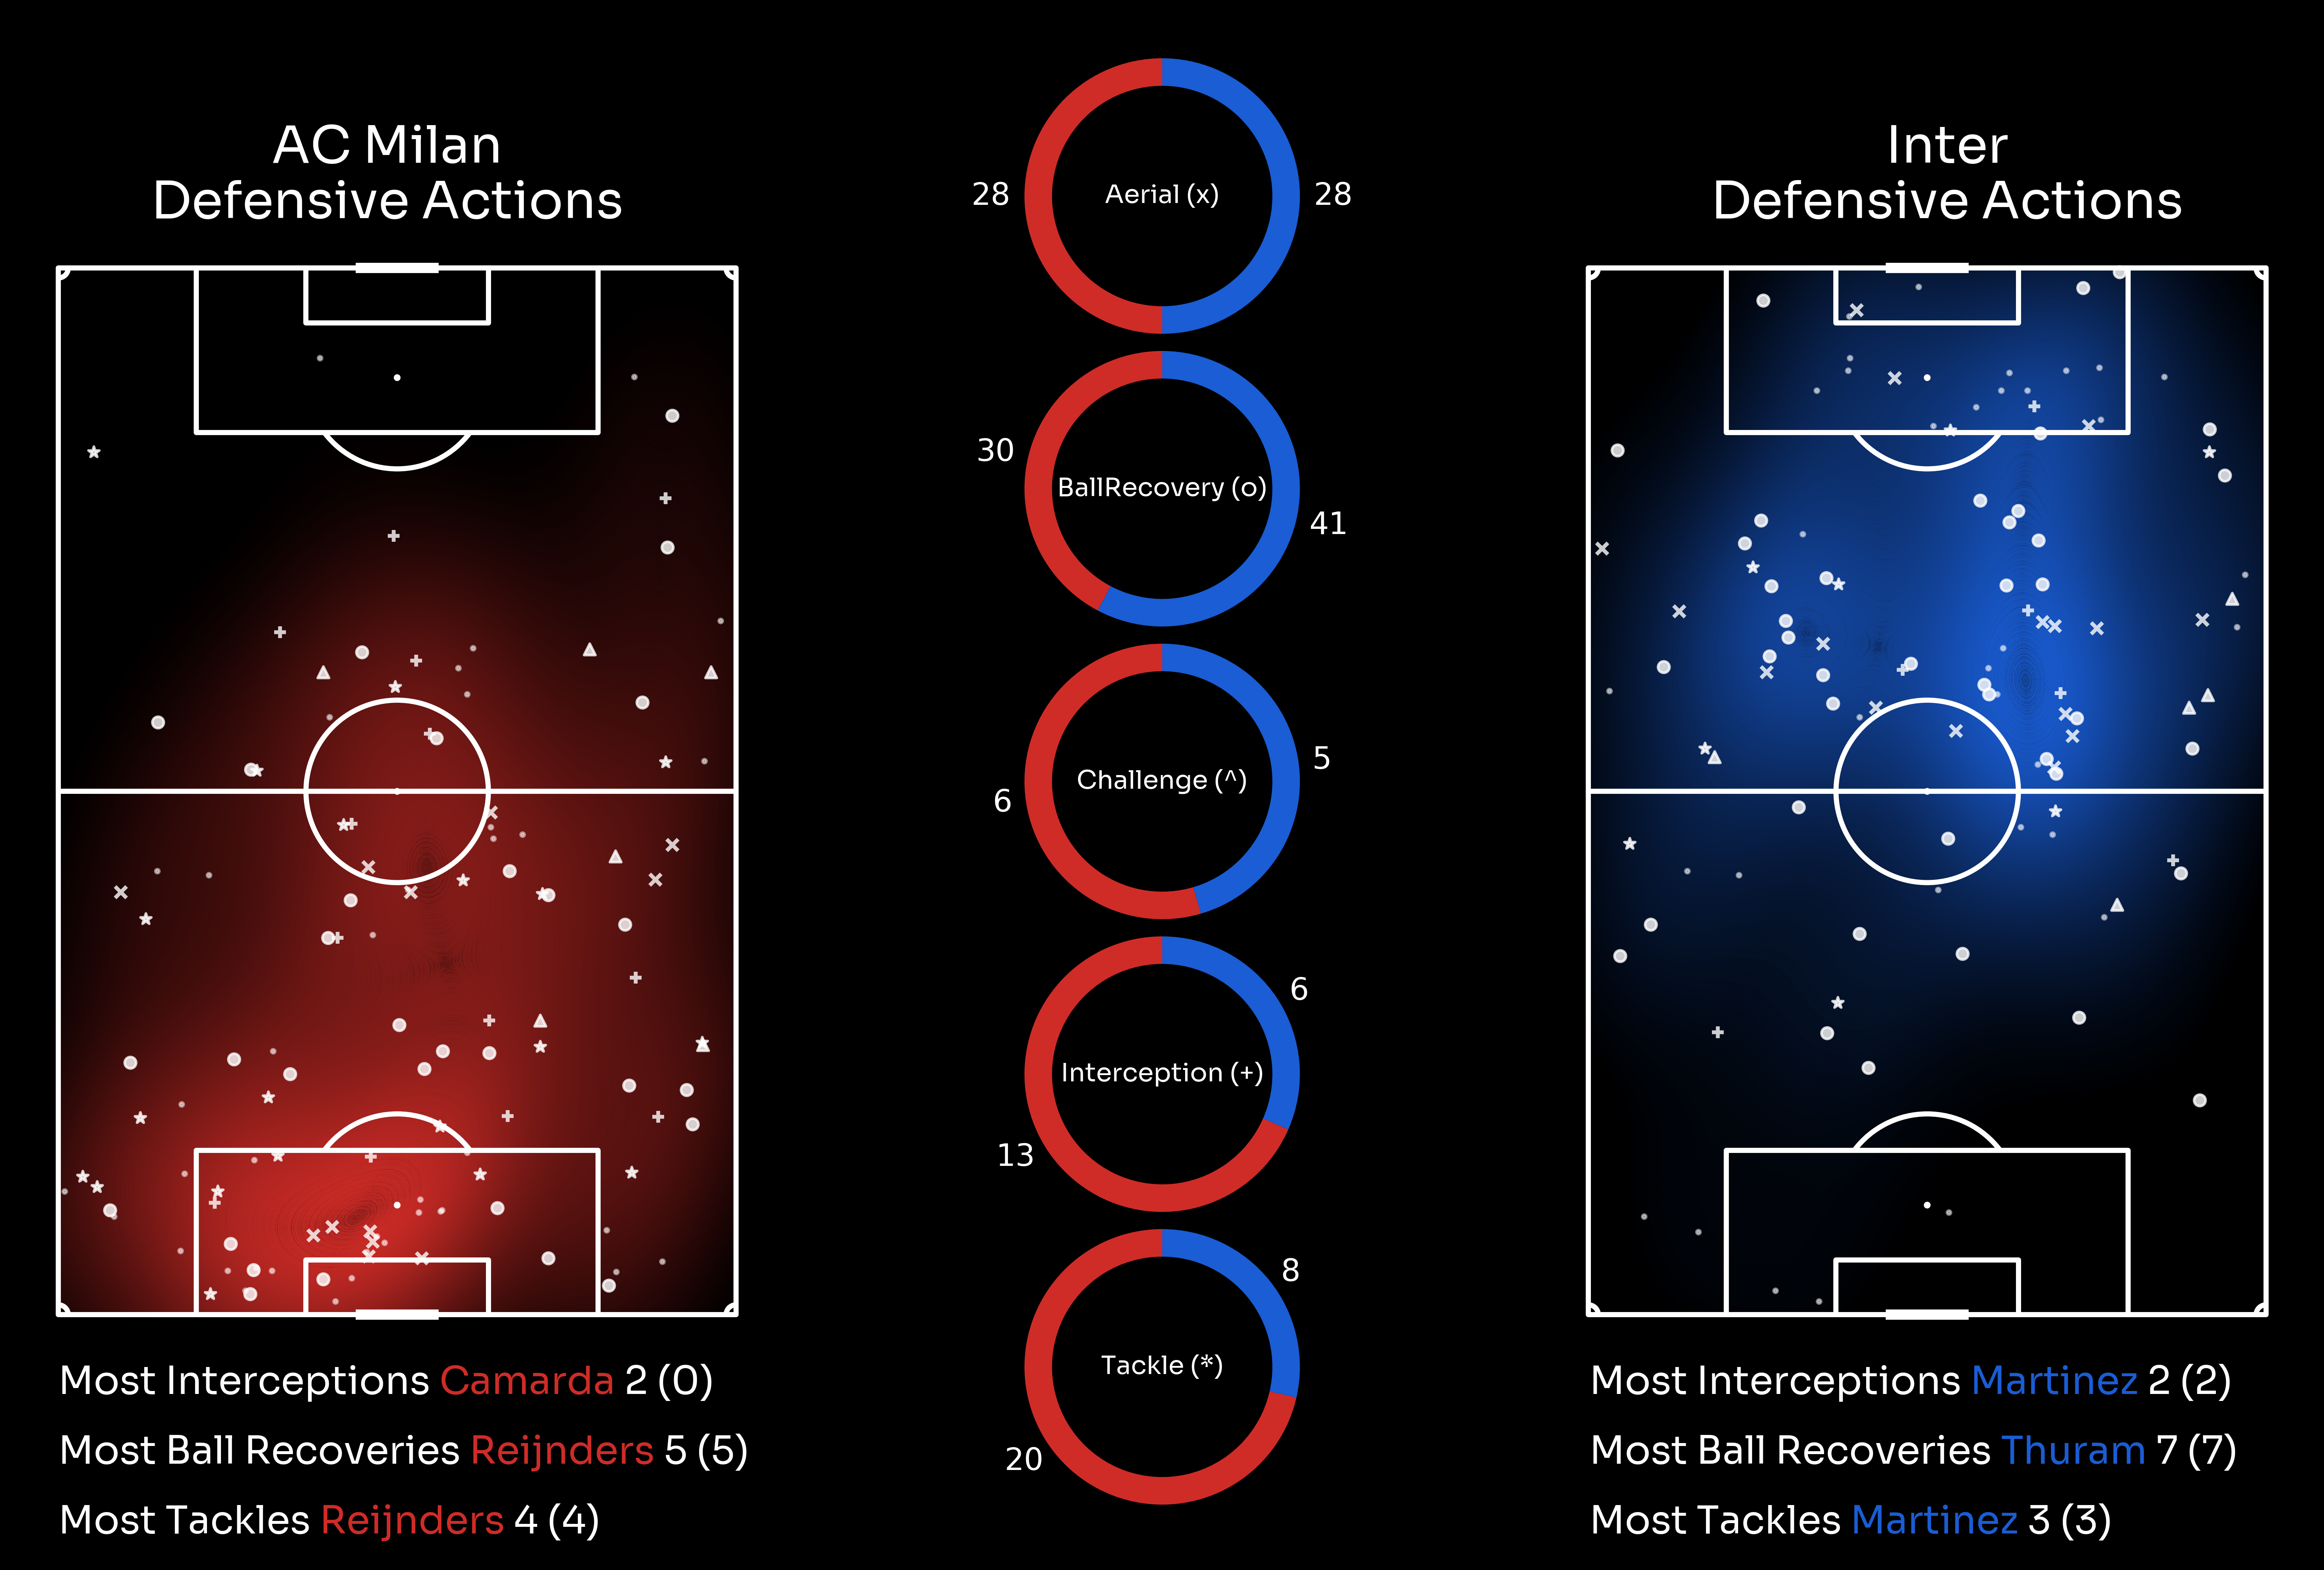 AC Milan
Defensive Actions
Most Interceptions Camarda 2 (0)
Most Ball Recoveries Reijnders 5 (5)
Most Tackles Reijnders 4 (4)
28 Aerial (x) 28
30 BallRecovery (o) 41
6 Challenge (^) 5
13 Interception (+) 6
20 Tackle (*) 8
Inter
Defensive Actions
Most Interceptions Martinez 2 (2)
Most Ball Recoveries Thuram 7 (7)
Most Tackles Martinez 3 (3)